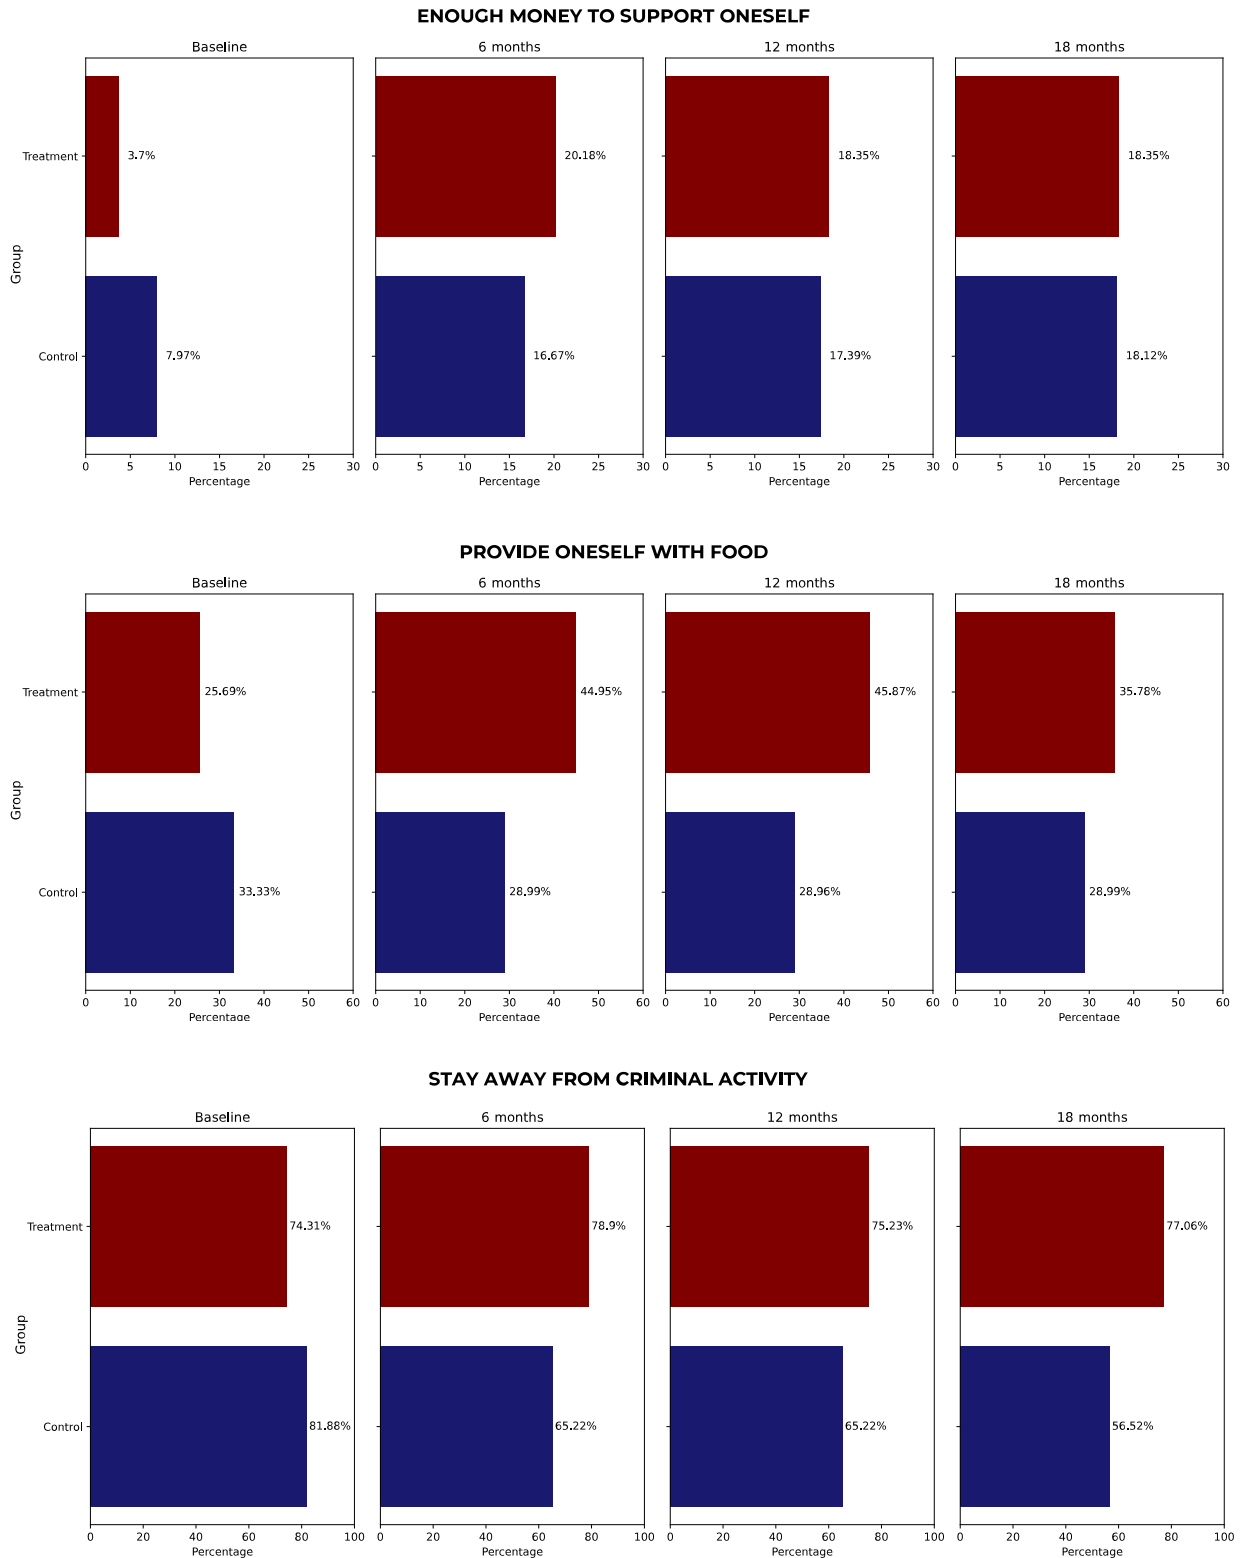 ENOUGH MONEY TO SUPPORT ONESELF
Baseline
6 months
12 months
18 months
Group
Treatment
3.7%
20.18%
18.35%
18.35%
Control
7.97%
16.67%
17.39%
18.12%
0 5 10 15 20 25 30
0 5 10 15 20 25 30
0 5 10 15 20 25 30
0 5 10 15 20 25 30
Percentage
Percentage
Percentage
Percentage
PROVIDE ONESELF WITH FOOD
Baseline
6 months
12 months
18 months
Group
Treatment
25.69%
44.95%
45.87%
35.78%
Control
33.33%
28.99%
28.96%
28.99%
0 10 20 30 40 50 60
0 10 20 30 40 50 60
0 10 20 30 40 50 60
0 10 20 30 40 50 60
Percentage
Percentage
Percentage
Percentage
STAY AWAY FROM CRIMINAL ACTIVITY
Baseline
6 months
12 months
18 months
Group
Treatment
74.31%
78.9%
75.23%
77.06%
Control
81.88%
65.22%
65.22%
56.52%
0 20 40 60 80 100
0 20 40 60 80 100
0 20 40 60 80 100
0 20 40 60 80 100
Percentage
Percentage
Percentage
Percentage